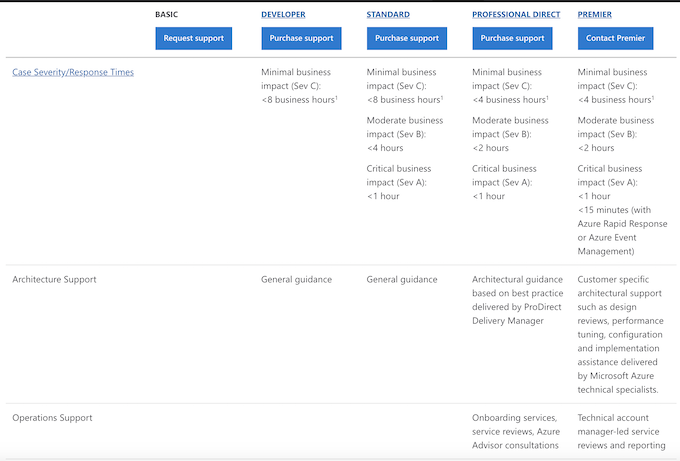 BASIC
DEVELOPER
STANDARD
PROFESSIONAL DIRECT
PREMIER
Request support
Purchase support
Purchase support
Purchase support
Contact Premier
Case Severity/Response Times
Minimal business
impact (Sev C):
<8 business hours¹
Minimal business
impact (Sev C):
<8 business hours¹
Moderate business
impact (Sev B):
<4 hours
Critical business
impact (Sev A):
<1 hour
Minimal business
impact (Sev C):
<4 business hours¹
Moderate business
impact (Sev B):
<2 hours
Critical business
impact (Sev A):
<1 hour
Minimal business
impact (Sev C):
<4 business hours¹
Moderate business
impact (Sev B):
<2 hours
Critical business
impact (Sev A):
<1 hour
<15 minutes (with
Azure Rapid Response
or Azure Event
Management)
Architecture Support
General guidance
General guidance
Architectural guidance
based on best practice
delivered by ProDirect
Delivery Manager
Customer specific
architectural support
such as design
reviews, performance
tuning, configuration
and implementation
assistance delivered
by Microsoft Azure
technical specialists.
Operations Support
Onboarding services,
service reviews, Azure
Advisor consultations
Technical account
manager-led service
reviews and reporting